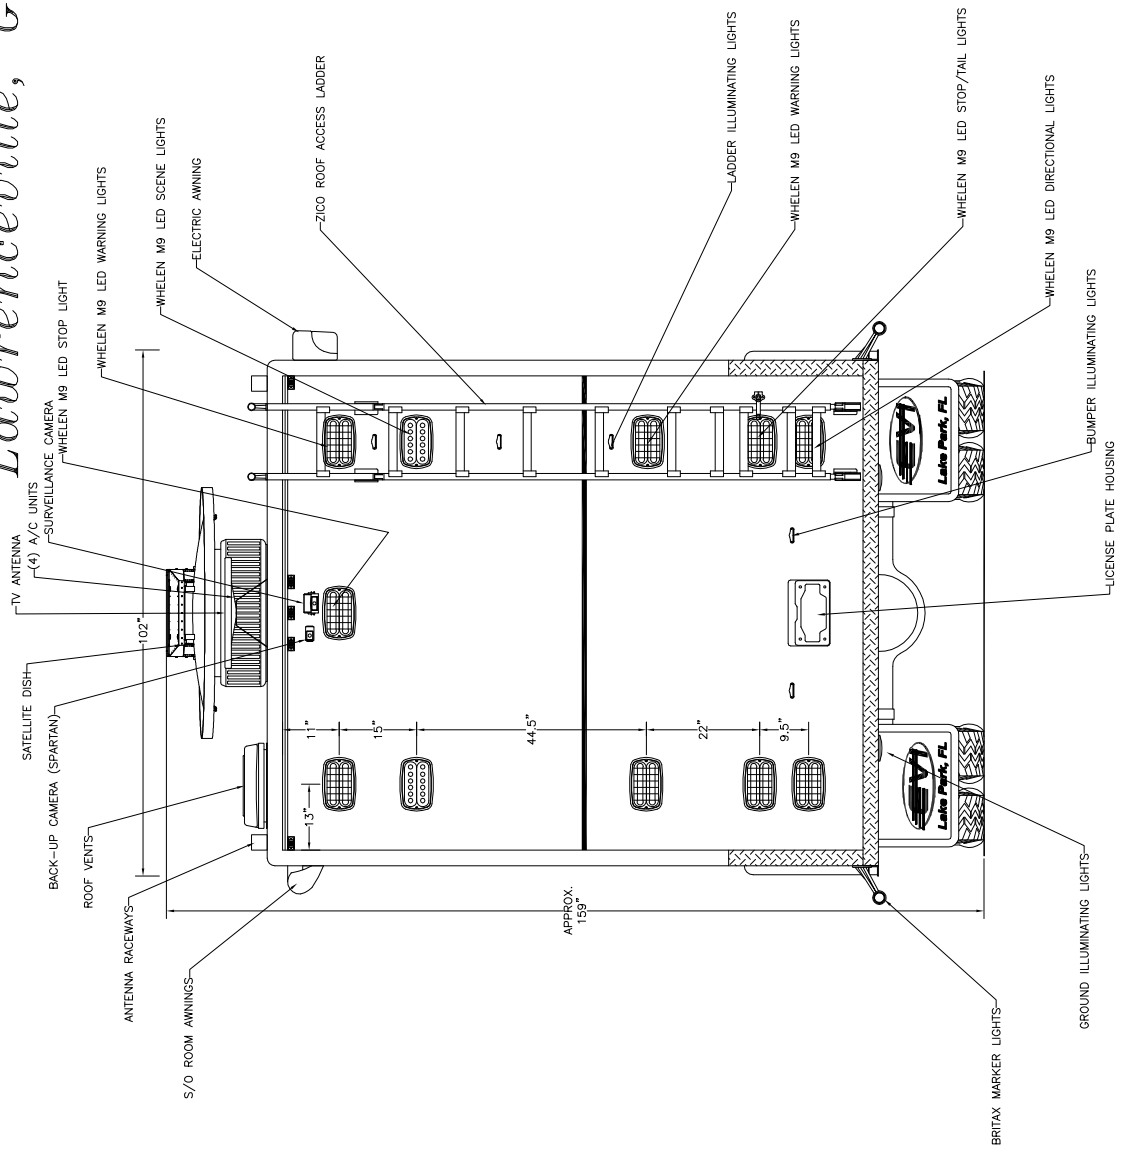 Lawrenceville, G
TV ANTENNA
(4) A/C UNITS
SURVEILLANCE CAMERA
WHELEN M9 LED STOP LIGHT
WHELEN M9 LED WARNING LIGHTS
WHELEN M9 LED SCENE LIGHTS
ELECTRIC AWNING
ZICO ROOF ACCESS LADDER
LADDER ILLUMINATING LIGHTS
WHELEN M9 LED WARNING LIGHTS
WHELEN M9 LED STOP/TAIL LIGHTS
WHELEN M9 LED DIRECTIONAL LIGHTS
BUMPER ILLUMINATING LIGHTS
LICENSE PLATE HOUSING
SATELLITE DISH
BACK-UP CAMERA (SPARTAN)
ROOF VENTS
ANTENNA RACEWAYS
S/O ROOM AWNINGS
BRITAX MARKER LIGHTS
GROUND ILLUMINATING LIGHTS
102"
11"
15"
44.5"
22"
9.5"
13"
APPROX.
159"
EVI
Lake Park, FL
EVI
Lake Park, FL